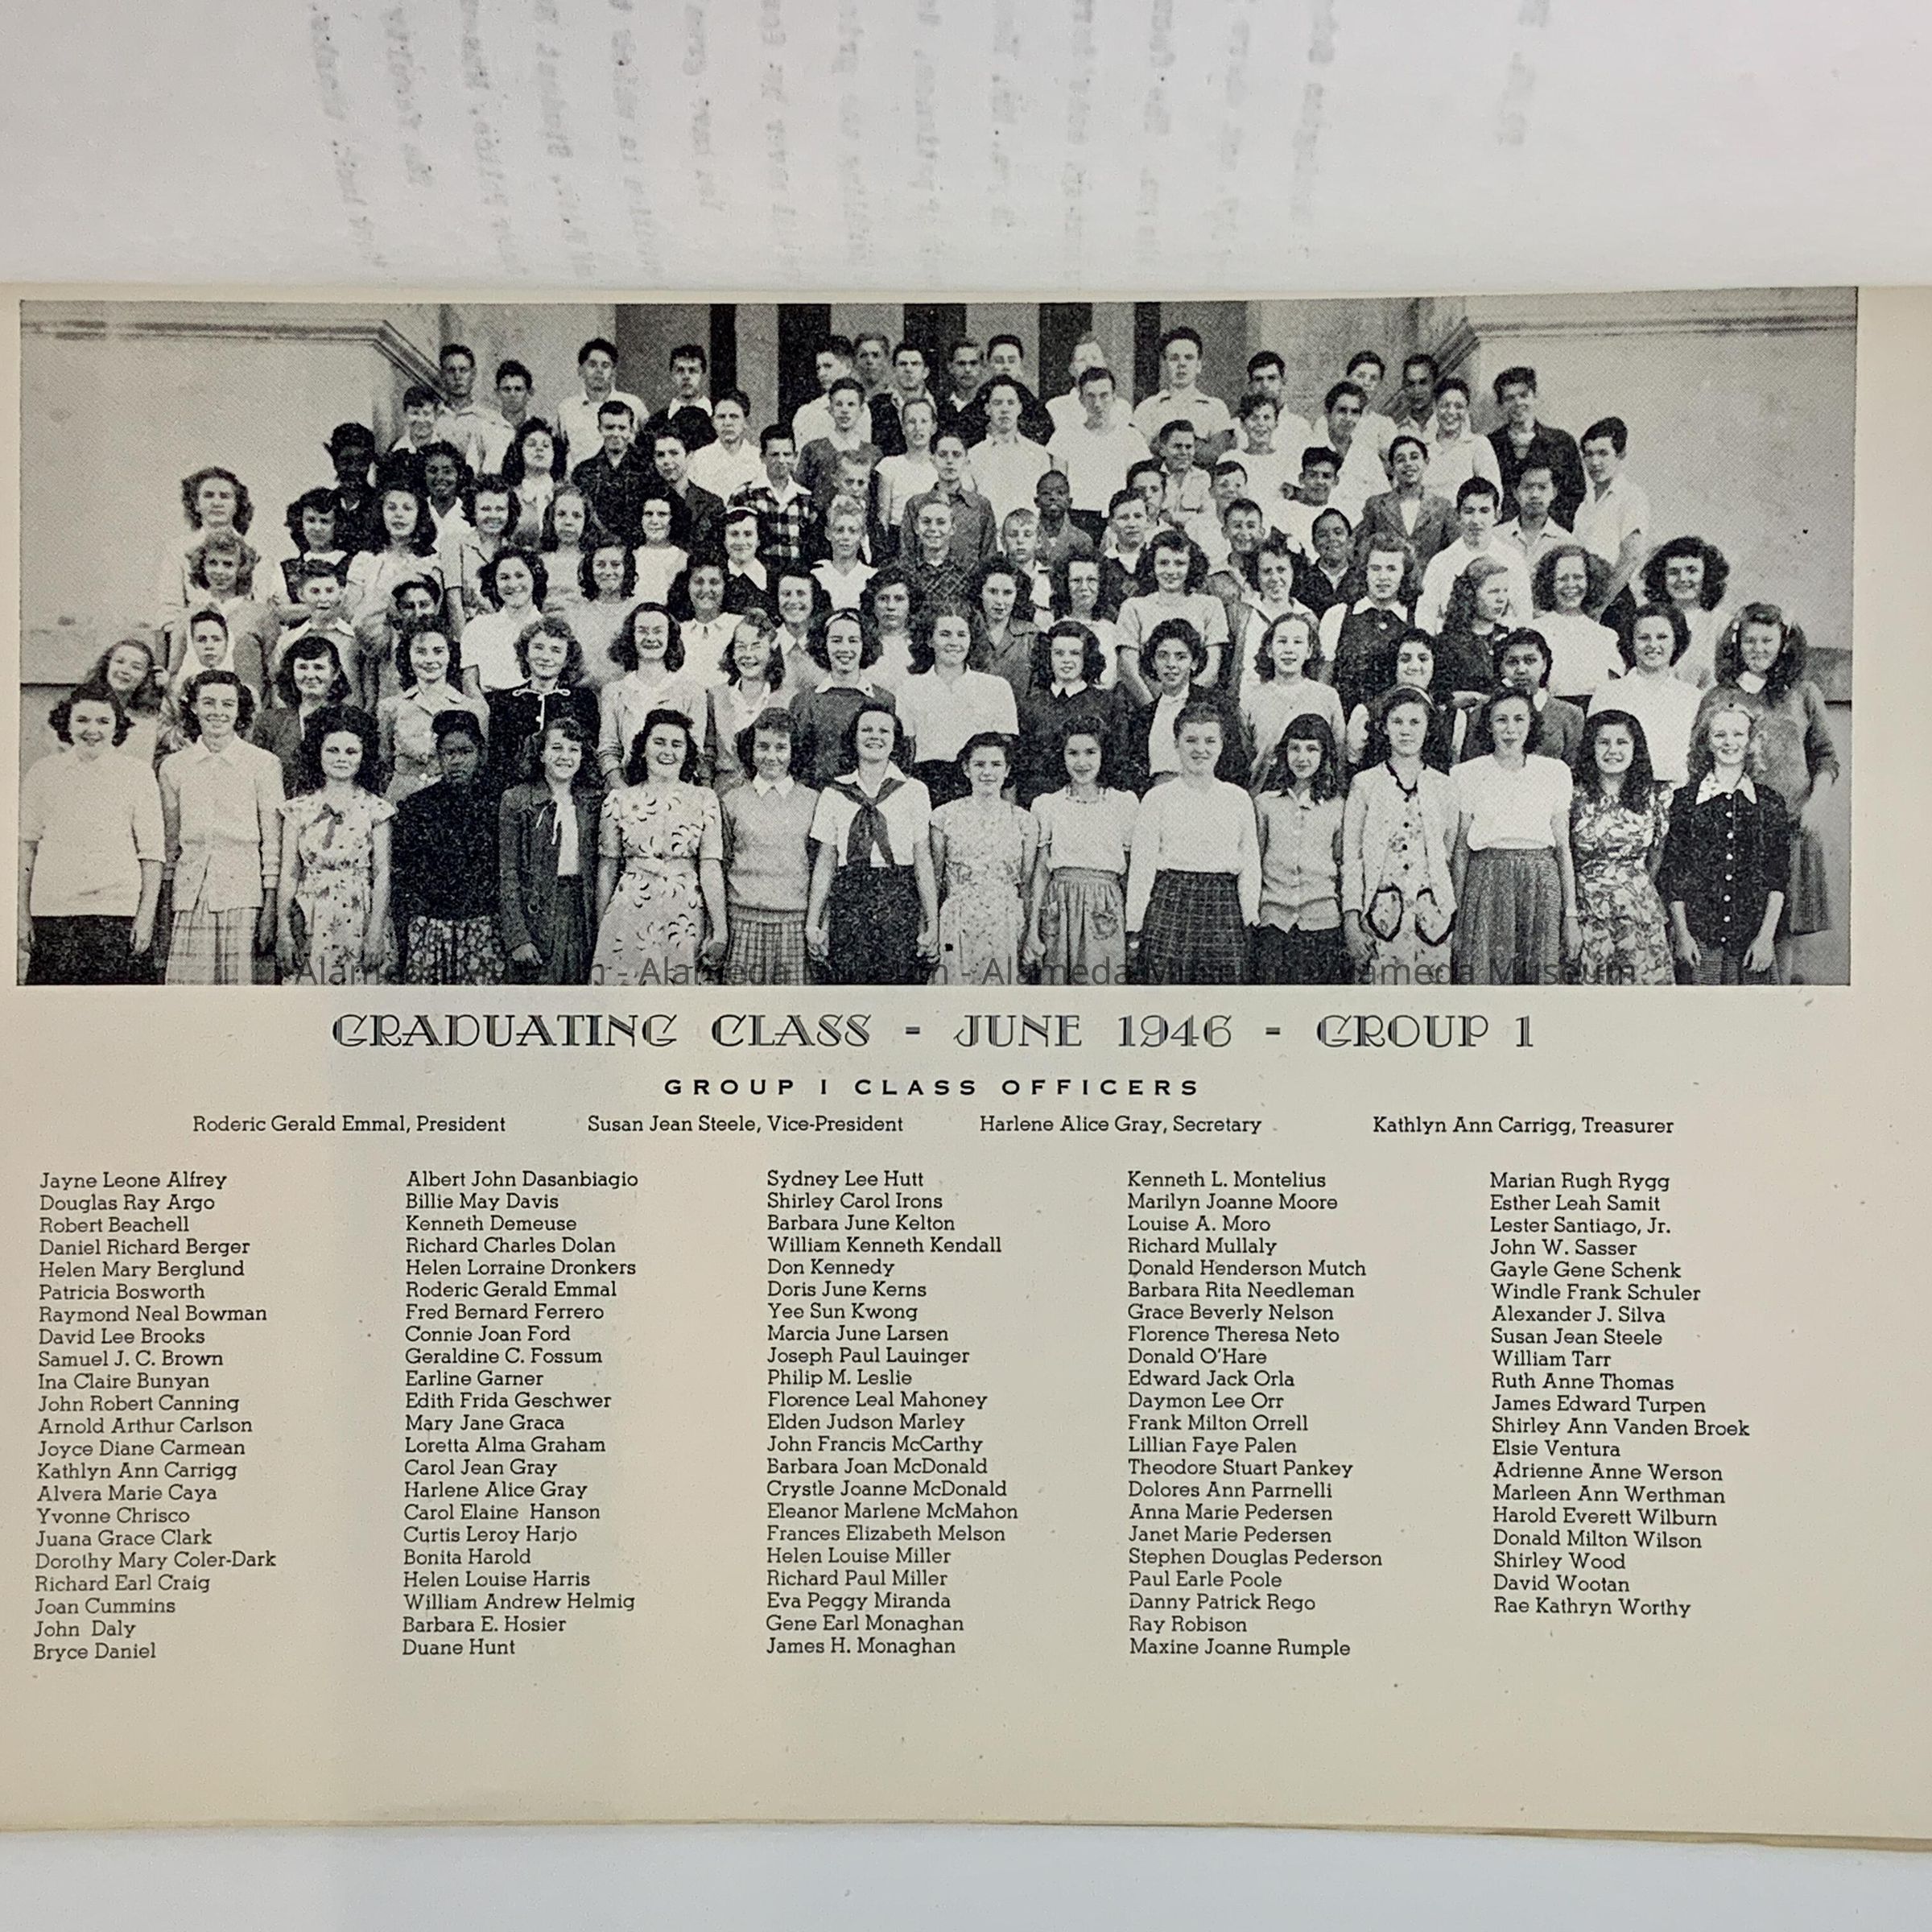 Alameda Museum - Alameda Museum - Alameda Museum - Alameda Museum
GRADUATING CLASS - JUNE 1946 - GROUP 1
GROUP I CLASS OFFICERS
Roderic Gerald Emmal, President Susan Jean Steele, Vice-President Harlene Alice Gray, Secretary Kathlyn Ann Carrigg, Treasurer
Jayne Leone Alfrey
Douglas Ray Argo
Robert Beachell
Daniel Richard Berger
Helen Mary Berglund
Patricia Bosworth
Raymond Neal Bowman
David Lee Brooks
Samuel J. C. Brown
Ina Claire Bunyan
John Robert Canning
Arnold Arthur Carlson
Joyce Diane Carmean
Kathlyn Ann Carrigg
Alvera Marie Caya
Yvonne Chrisco
Juana Grace Clark
Dorothy Mary Coler-Dark
Richard Earl Craig
Joan Cummins
John Daly
Bryce Daniel
Albert John Dasanbiagio
Billie May Davis
Kenneth Demeuse
Richard Charles Dolan
Helen Lorraine Dronkers
Roderic Gerald Emmal
Fred Bernard Ferrero
Connie Joan Ford
Geraldine C. Fossum
Earline Garner
Edith Frida Geschwer
Mary Jane Graca
Loretta Alma Graham
Carol Jean Gray
Harlene Alice Gray
Carol Elaine Hanson
Curtis Leroy Harjo
Bonita Harold
Helen Louise Harris
William Andrew Helmig
Barbara E. Hosier
Duane Hunt
Sydney Lee Hutt
Shirley Carol Irons
Barbara June Kelton
William Kenneth Kendall
Don Kennedy
Doris June Kerns
Yee Sun Kwong
Marcia June Larsen
Joseph Paul Lauinger
Philip M. Leslie
Florence Leal Mahoney
Elden Judson Marley
John Francis McCarthy
Barbara Joan McDonald
Crystle Joanne McDonald
Eleanor Marlene McMahon
Frances Elizabeth Melson
Helen Louise Miller
Richard Paul Miller
Eva Peggy Miranda
Gene Earl Monaghan
James H. Monaghan
Kenneth L. Montelius
Marilyn Joanne Moore
Louise A. Moro
Richard Mullaly
Donald Henderson Mutch
Barbara Rita Needleman
Grace Beverly Nelson
Florence Theresa Neto
Donald O'Hare
Edward Jack Orla
Daymon Lee Orr
Frank Milton Orrell
Lillian Faye Palen
Theodore Stuart Pankey
Dolores Ann Parrnelli
Anna Marie Pedersen
Janet Marie Pedersen
Stephen Douglas Pederson
Paul Earle Poole
Danny Patrick Rego
Ray Robison
Maxine Joanne Rumple
Marian Rugh Rygg
Esther Leah Samit
Lester Santiago, Jr.
John W. Sasser
Gayle Gene Schenk
Windle Frank Schuler
Alexander J. Silva
Susan Jean Steele
William Tarr
Ruth Anne Thomas
James Edward Turpen
Shirley Ann Vanden Broek
Elsie Ventura
Adrienne Anne Werson
Marleen Ann Werthman
Harold Everett Wilburn
Donald Milton Wilson
Shirley Wood
David Wootan
Rae Kathryn Worthy